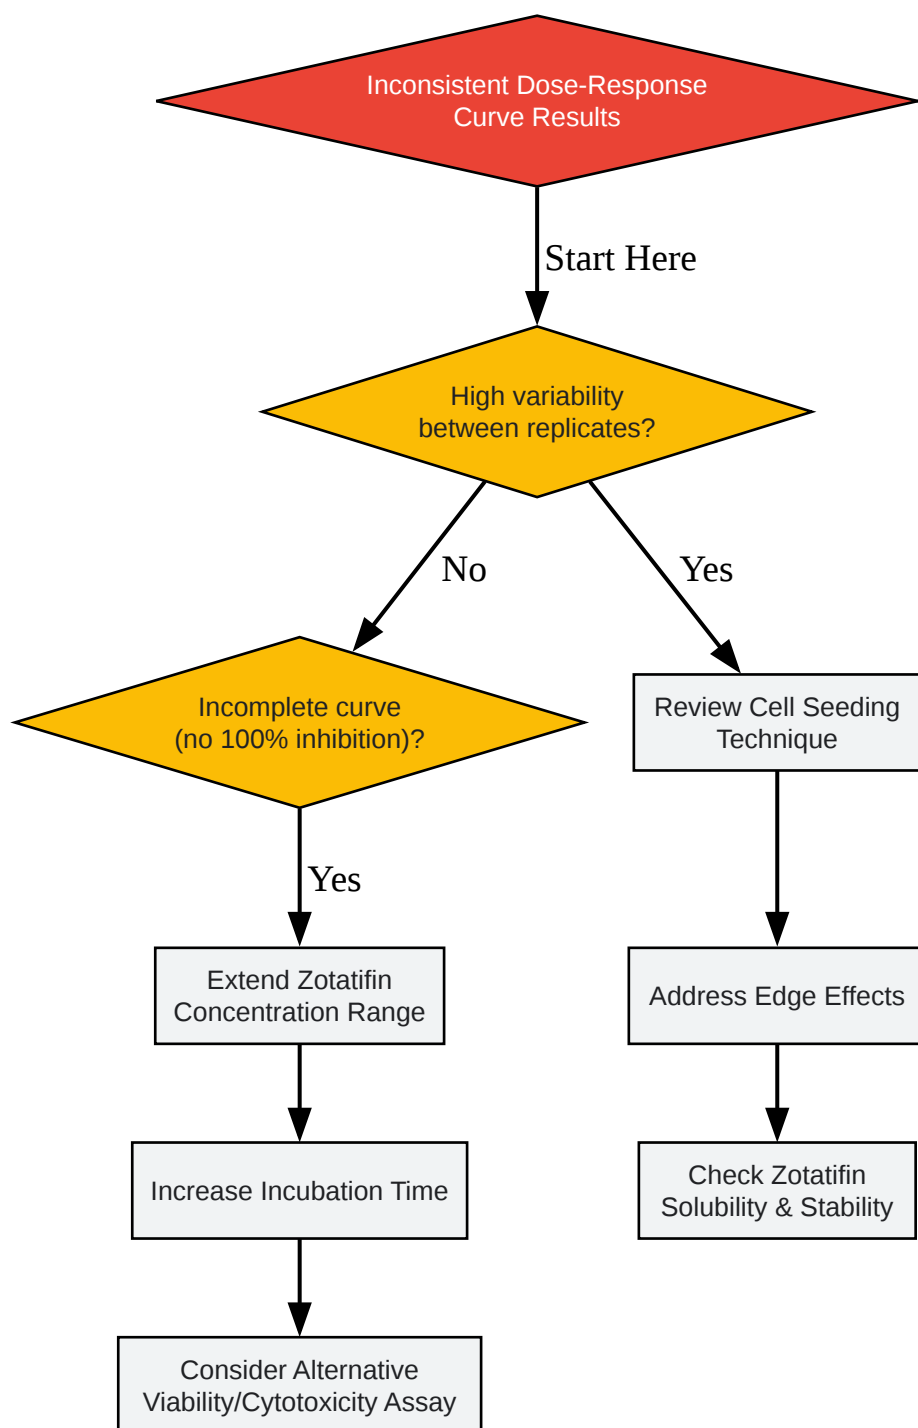 Inconsistent Dose-Response
Curve Results
Start Here
High variability
between replicates?
No
Yes
Incomplete curve
(no 100% inhibition)?
Review Cell Seeding
Technique
Yes
Extend Zotatifin
Concentration Range
Address Edge Effects
Increase Incubation Time
Check Zotatifin
Solubility & Stability
Consider Alternative
Viability/Cytotoxicity Assay